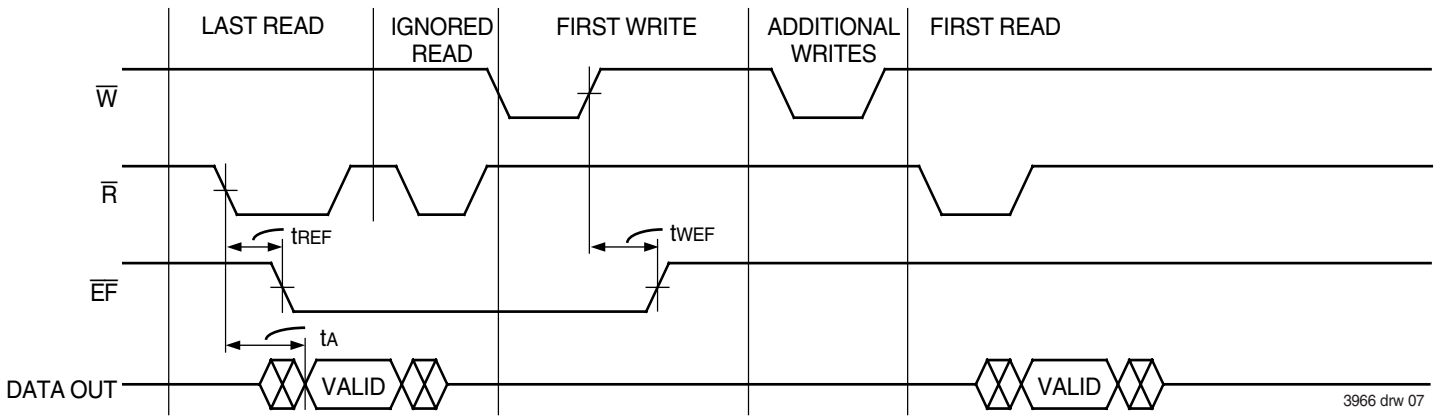 LAST READ
IGNORED
READ
FIRST WRITE
ADDITIONAL
WRITES
FIRST READ
W̅
R̅
tREF
tWEF
E̅F̅
tA
DATA OUT
VALID
VALID
3966 drw 07